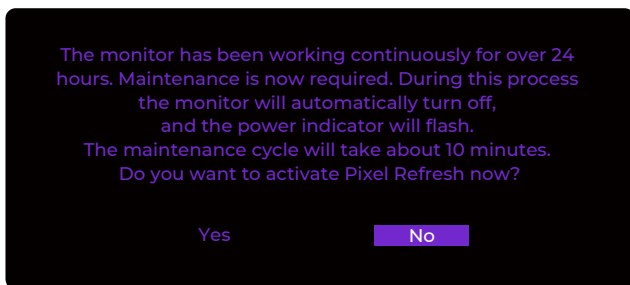 The monitor has been working continuously for over 24
hours. Maintenance is now required. During this process
the monitor will automatically turn off,
and the power indicator will flash.
The maintenance cycle will take about 10 minutes.
Do you want to activate Pixel Refresh now?
Yes No